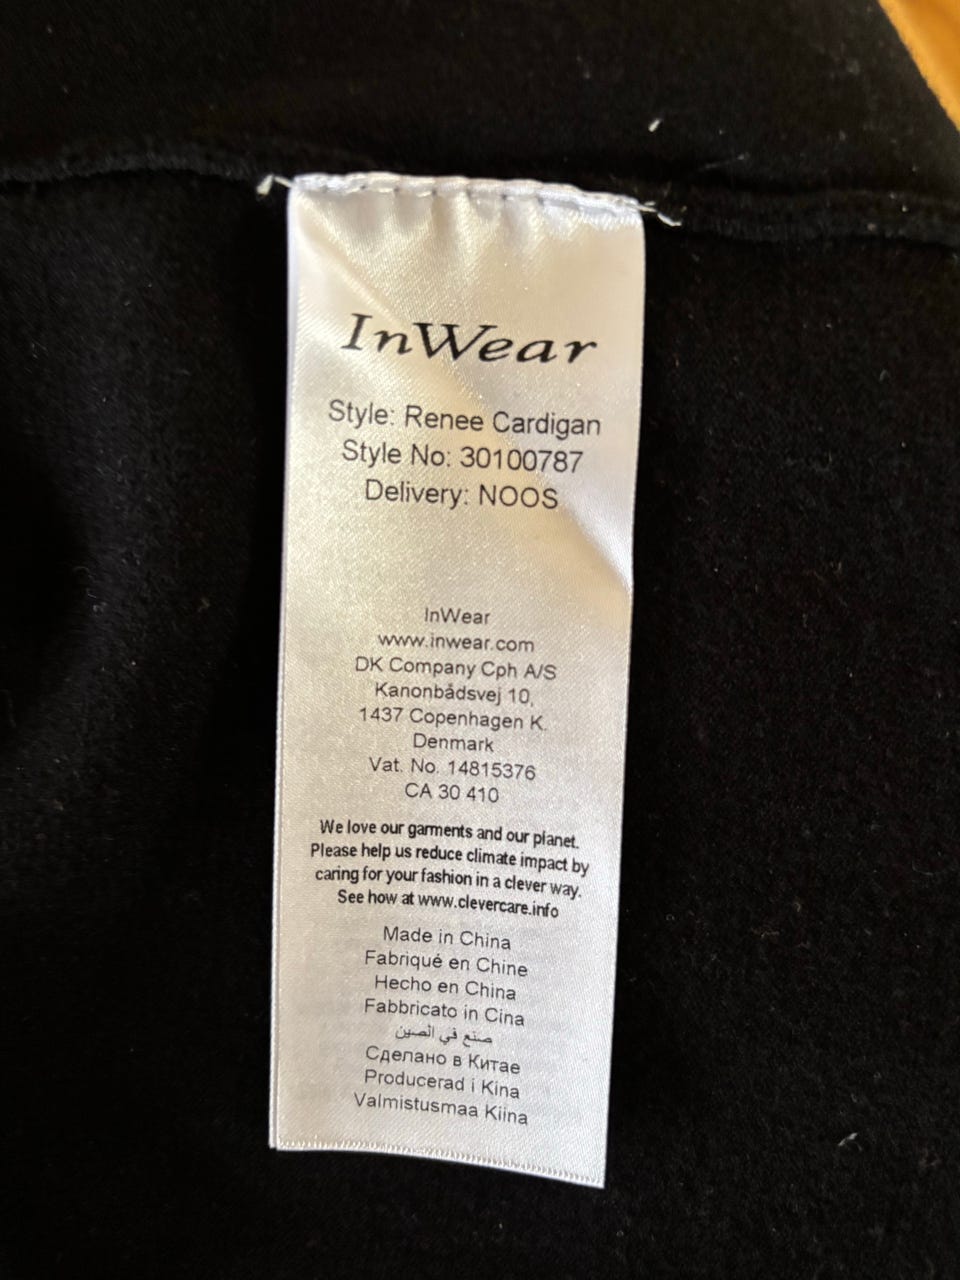 InWear
Style: Renee Cardigan
Style No: 30100787
Delivery: NOOS
InWear
www.inwear.com
DK Company Cph A/S
Kanonbådsvej 10,
1437 Copenhagen K.
Denmark
Vat. No. 14815376
CA 30 410
We love our garments and our planet.
Please help us reduce climate impact by
caring for your fashion in a clever way.
See how at www.clevercare.info
Made in China
Fabriqué en Chine
Hecho en China
Fabbricato in Cina
صنع في الصين
Сделано в Китае
Producerad i Kina
Valmistusmaa Kiina